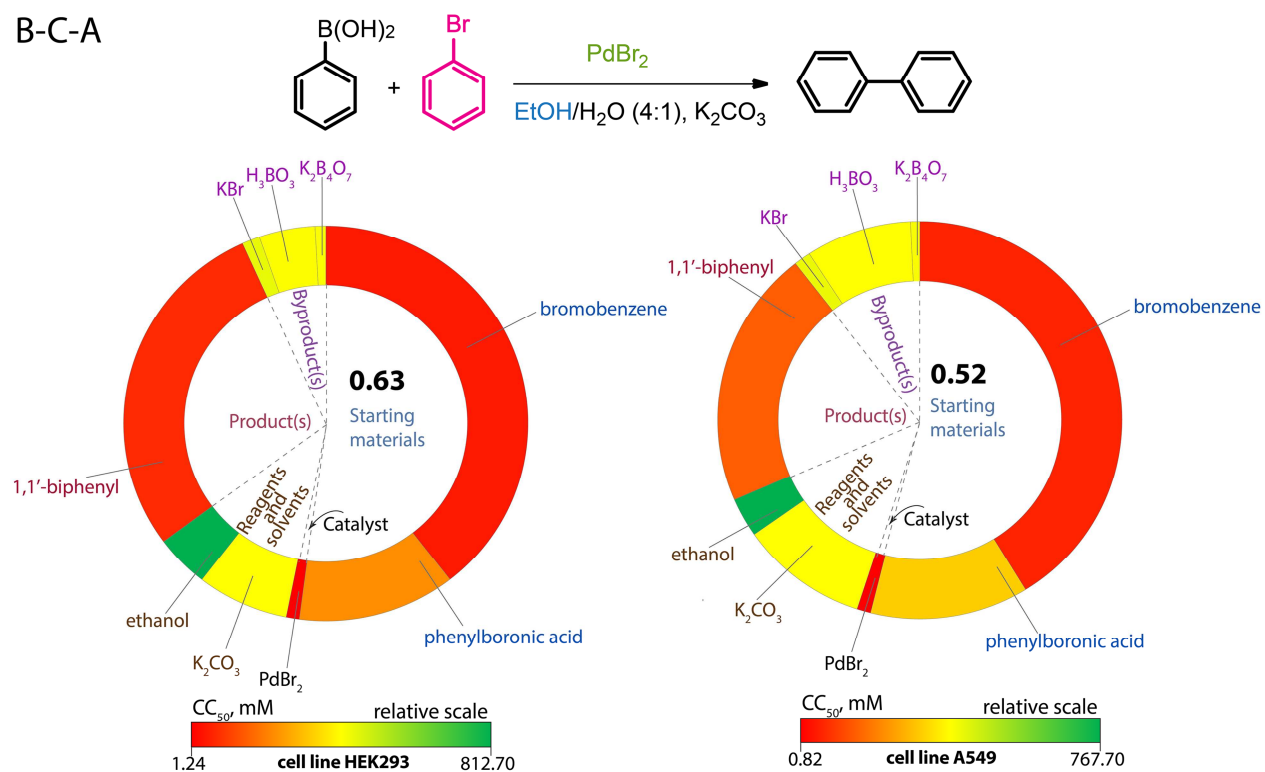 B-C-A
B(OH)2
Br
+
PdBr2
EtOH/H2O (4:1), K2CO3
KBr
H3BO3
K2B4O7
bromobenzene
Byproduct(s)
0.63
Starting
materials
Product(s)
1,1′-biphenyl
Reagents
and
solvents
Catalyst
ethanol
K2CO3
PdBr2
phenylboronic acid
CC50, mM
relative scale
1.24
cell line HEK293
812.70
KBr
H3BO3
K2B4O7
1,1′-biphenyl
bromobenzene
Byproduct(s)
0.52
Starting
materials
Product(s)
Reagents
and
solvents
Catalyst
ethanol
K2CO3
PdBr2
phenylboronic acid
CC50, mM
relative scale
0.82
cell line A549
767.70